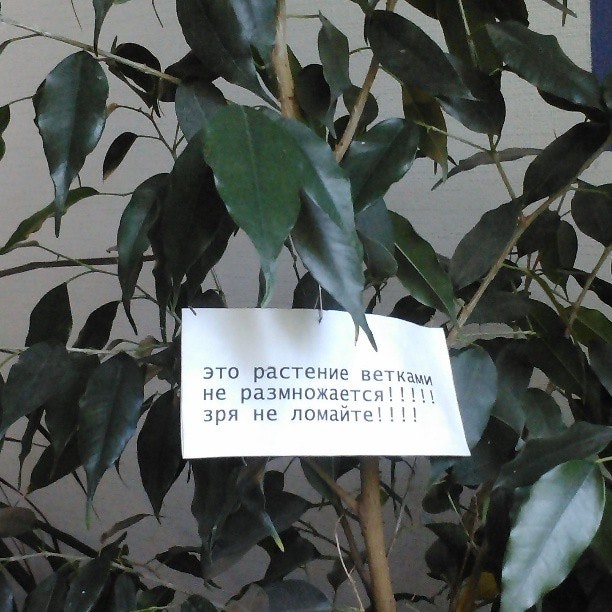 это растение ветками
не размножается!!!!!
зря не ломайте!!!!